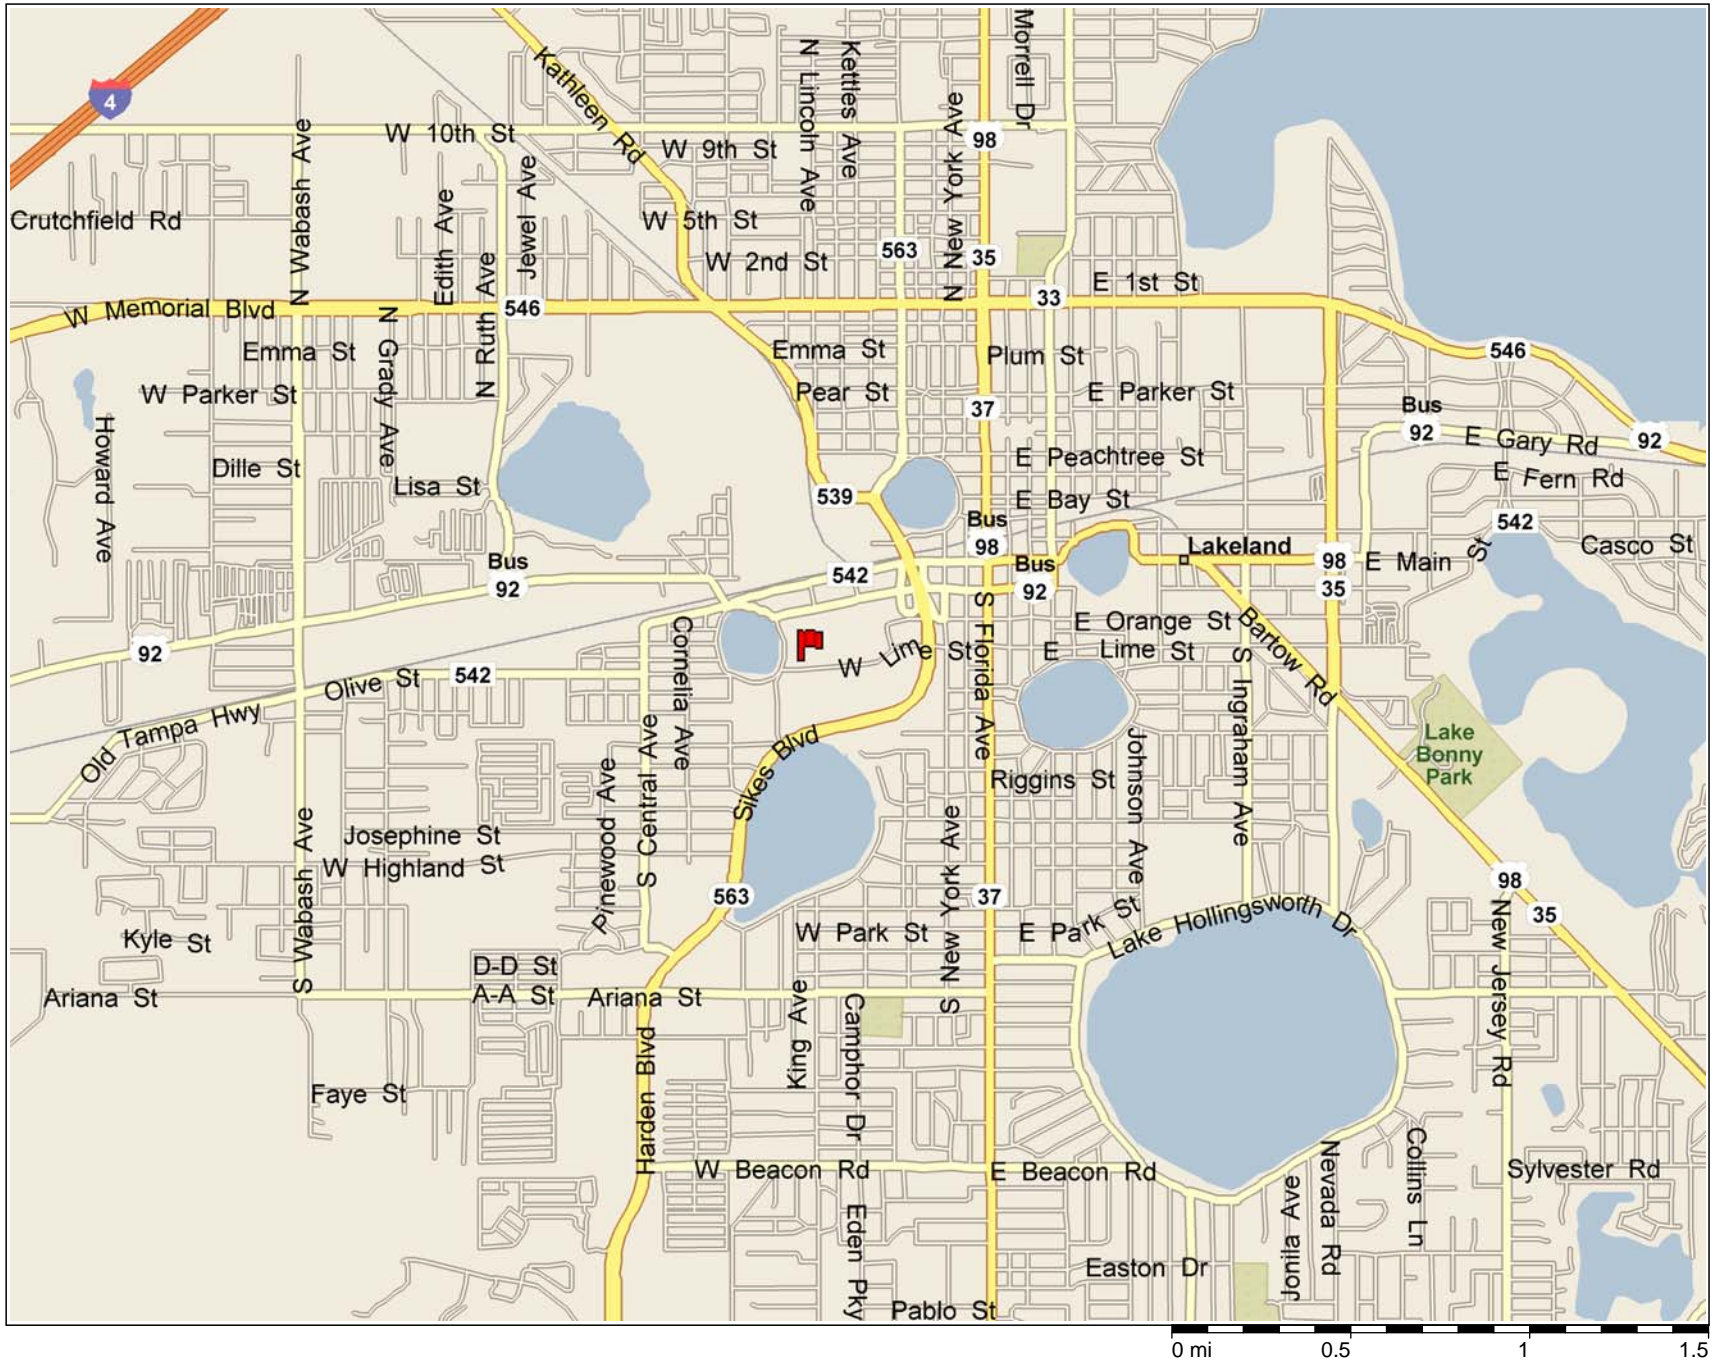 4
Kathleen Rd
N Lincoln Ave
Kettles Ave
Morrell Dr
W 10th St
W 9th St
98
N New York Ave
N Wabash Ave
Edith Ave
Jewel Ave
Crutchfield Rd
W 5th St
563
35
W 2nd St
E 1st St
33
W Memorial Blvd
546
N Grady Ave
N Ruth Ave
Emma St
Emma St
Plum St
546
W Parker St
Pear St
E Parker St
37
Bus
92
E Gary Rd
92
Howard Ave
Dille St
E Peachtree St
Lisa St
539
E Bay St
E Fern Rd
Bus
98
542
Lakeland
Bus
92
542
Bus
92
98
E Main St
Casco St
35
92
Cornelia Ave
W Lime St
S Florida Ave
E Orange St
E Lime St
Bartow Rd
S Ingraham Ave
Olive St
542
Old Tampa Hwy
S Central Ave
Sikes Blvd
Lake
Bonny
Park
Johnson Ave
Riggins St
Pinewood Ave
S Wabash Ave
Josephine St
W Highland St
S New York Ave
563
37
98
35
Kyle St
W Park St
E Park St
Lake Hollingsworth Dr
New Jersey Rd
D-D St
A-A St
Ariana St
Ariana St
King Ave
Camphor Dr
Harden Blvd
Faye St
W Beacon Rd
E Beacon Rd
Nevada Rd
Collins Ln
Sylvester Rd
Eden Pky
Jonila Ave
Easton Dr
Pablo St
0 mi
0.5
1
1.5